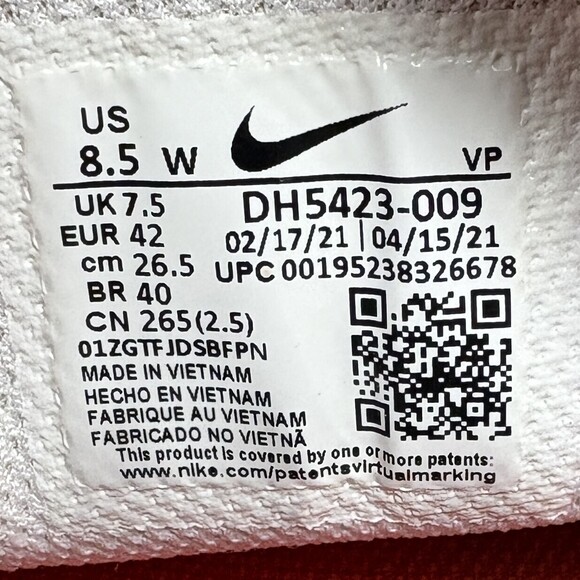 US
8.5 W VP
UK 7.5 DH5423-009
EUR 42 02/17/21 | 04/15/21
cm 26.5 UPC 00195238326678
BR 40
CN 265(2.5)
01ZGTFJDSBFPN
MADE IN VIETNAM
HECHO EN VIETNAM
FABRIQUE AU VIETNAM
FABRICADO NO VIETNÃ
This product is covered by one or more patents. See
www.nike.com/patentsvirtualmarking